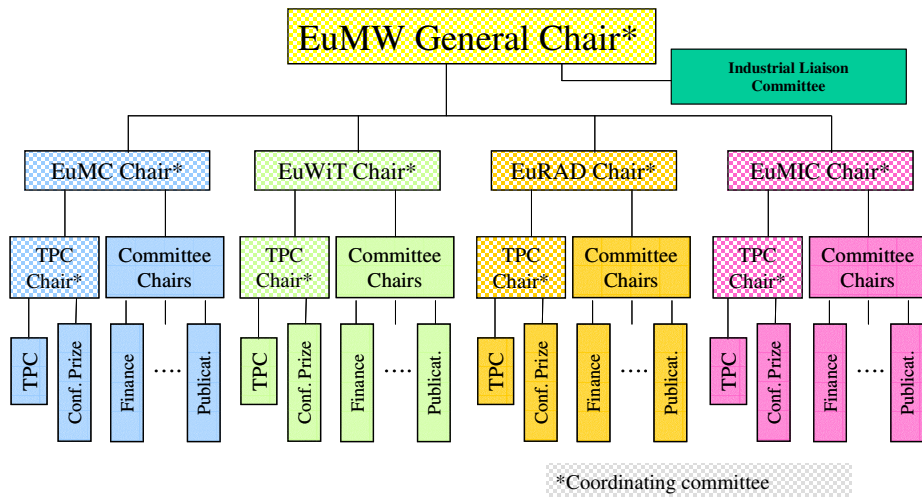 EuMW General Chair*
Industrial Liaison
Committee
EuMC Chair*
EuWiT Chair*
EuRAD Chair*
EuMIC Chair*
TPC
Chair*
Committee
Chairs
TPC
Chair*
Committee
Chairs
TPC
Chair*
Committee
Chairs
TPC
Chair*
Committee
Chairs
TPC
Conf. Prize
Finance
....
Publicat.
TPC
Conf. Prize
Finance
....
Publicat.
TPC
Conf. Prize
Finance
....
Publicat.
TPC
Conf. Prize
Finance
....
Publicat.
*Coordinating committee